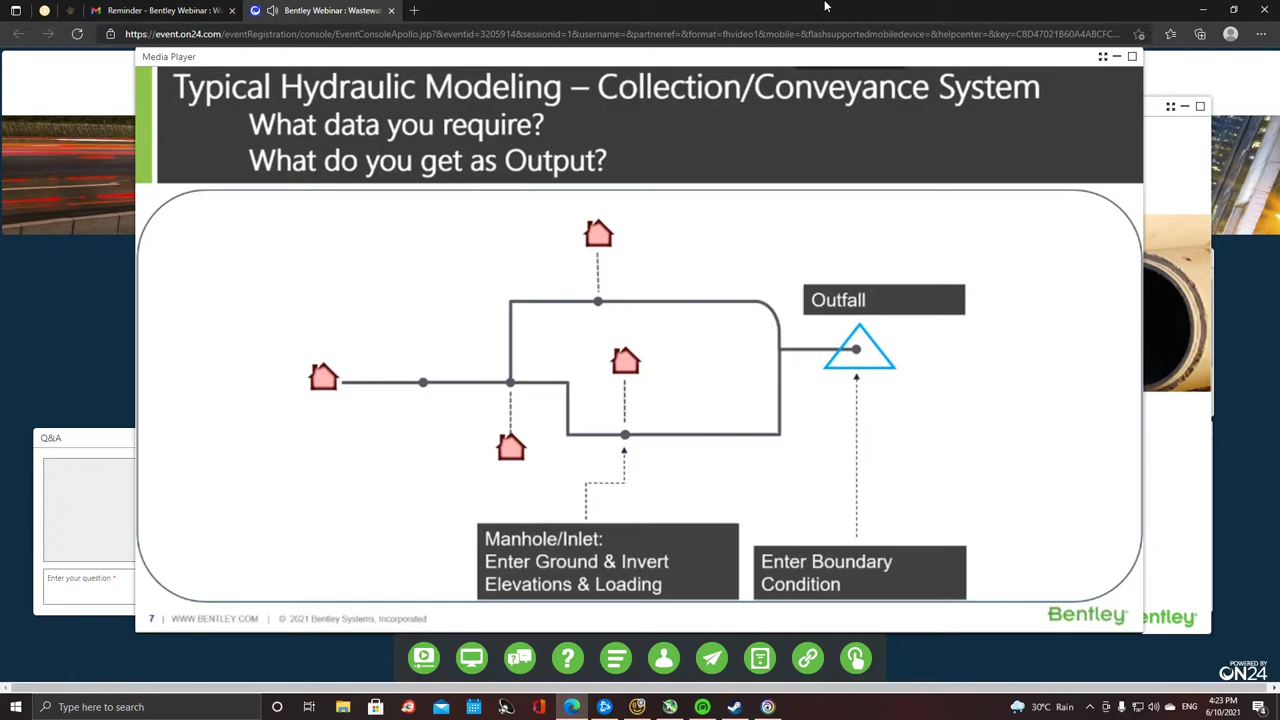 Reminder - Bentley Webinar : Wa
Bentley Webinar : Wastewat
https://event.on24.com/eventRegistration/console/EventConsoleApollo.jsp?&eventid=3205914&sessionid=1&username=&partnerref=&format=fhvideo1&mobile=&flashsupportedmobiledevice=&helpcenter=&key=C8D47021B60A4ABCFC...
Media Player
Typical Hydraulic Modeling – Collection/Conveyance System
What data you require?
What do you get as Output?
Outfall
Manhole/Inlet:
Enter Ground & Invert
Elevations & Loading
Enter Boundary
Condition
7 | WWW.BENTLEY.COM | © 2021 Bentley Systems, Incorporated
Bentley
entley
Q&A
Enter your question *
POWERED BY
ON24
Type here to search
30°C Rain
4:23 PM
6/10/2021